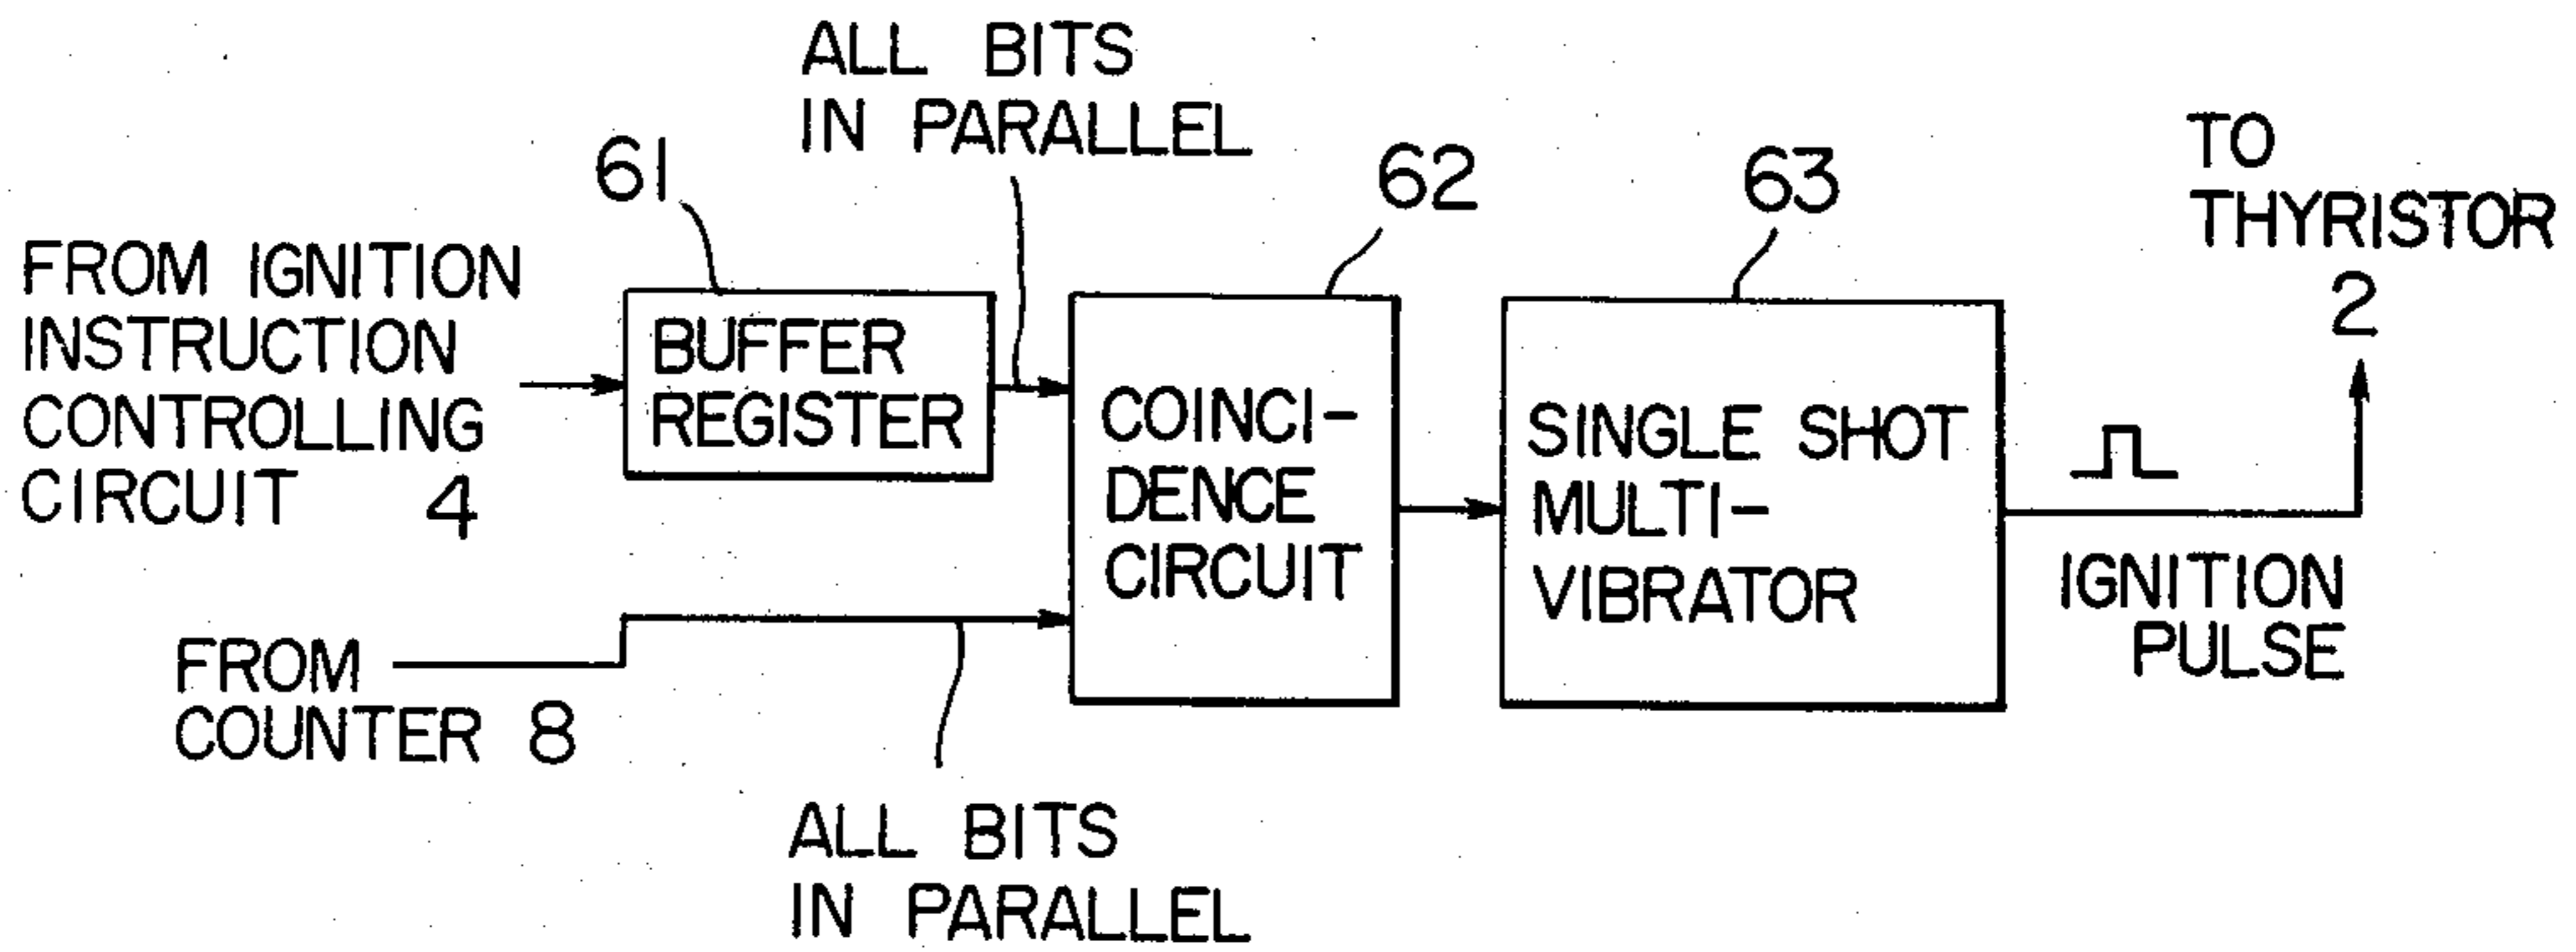 ALL BITS
IN PARALLEL
61
62
63
TO
THYRISTOR
2
FROM IGNITION
INSTRUCTION
CONTROLLING
CIRCUIT 4
BUFFER
REGISTER
COINCI-
DENCE
CIRCUIT
SINGLE SHOT
MULTI-
VIBRATOR
IGNITION
PULSE
FROM
COUNTER 8
ALL BITS
IN PARALLEL